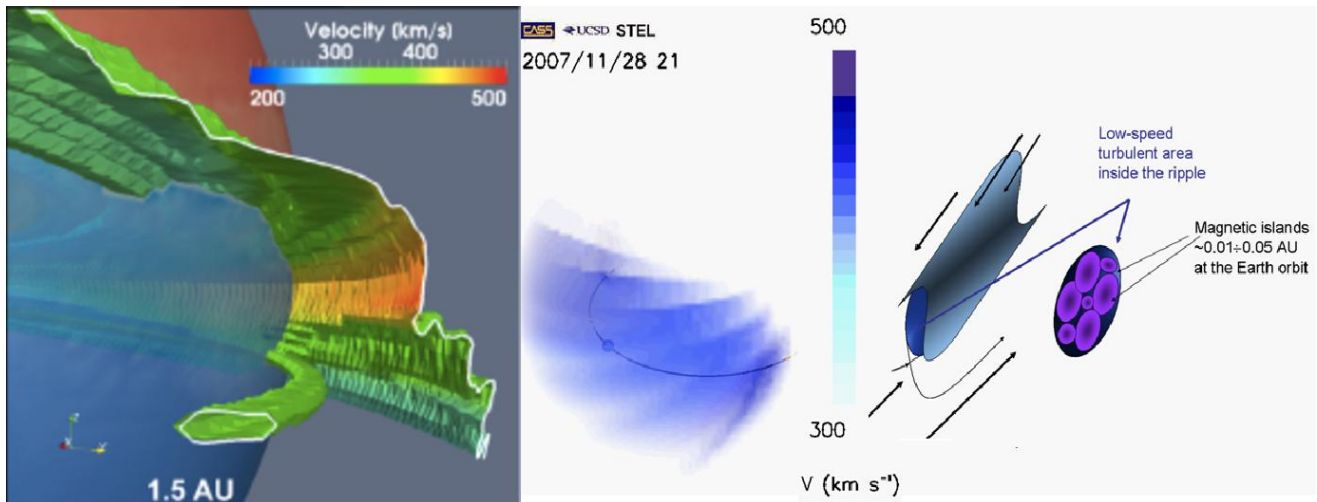 Velocity (km/s)
300 400
200 500
1.5 AU
CASS UCSD STEL
2007/11/28 21
500
300
V (km s⁻¹)
Low-speed
turbulent area
inside the ripple
Magnetic islands
~0.01÷0.05 AU
at the Earth orbit